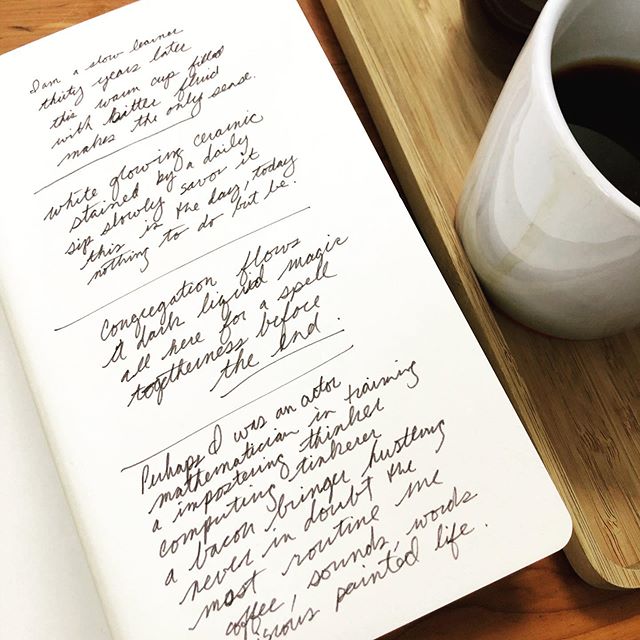 I am a slow learner
thirty years later
this warm cup filled
with bitter fluid
makes the only sense.
white glowing ceramic
stained by a daily
sip slowly savor it
this is the day, today
nothing to do but be.
Congregation flows
it dark liquid magic
all here for a spell
togetherness before
the end.
Perhaps I was an actor
mathematician in training
a impostering thinker
computing tinkerer
a bacon bringer hustling
never in doubt the
most routine me
coffee, sounds, words
painted life.